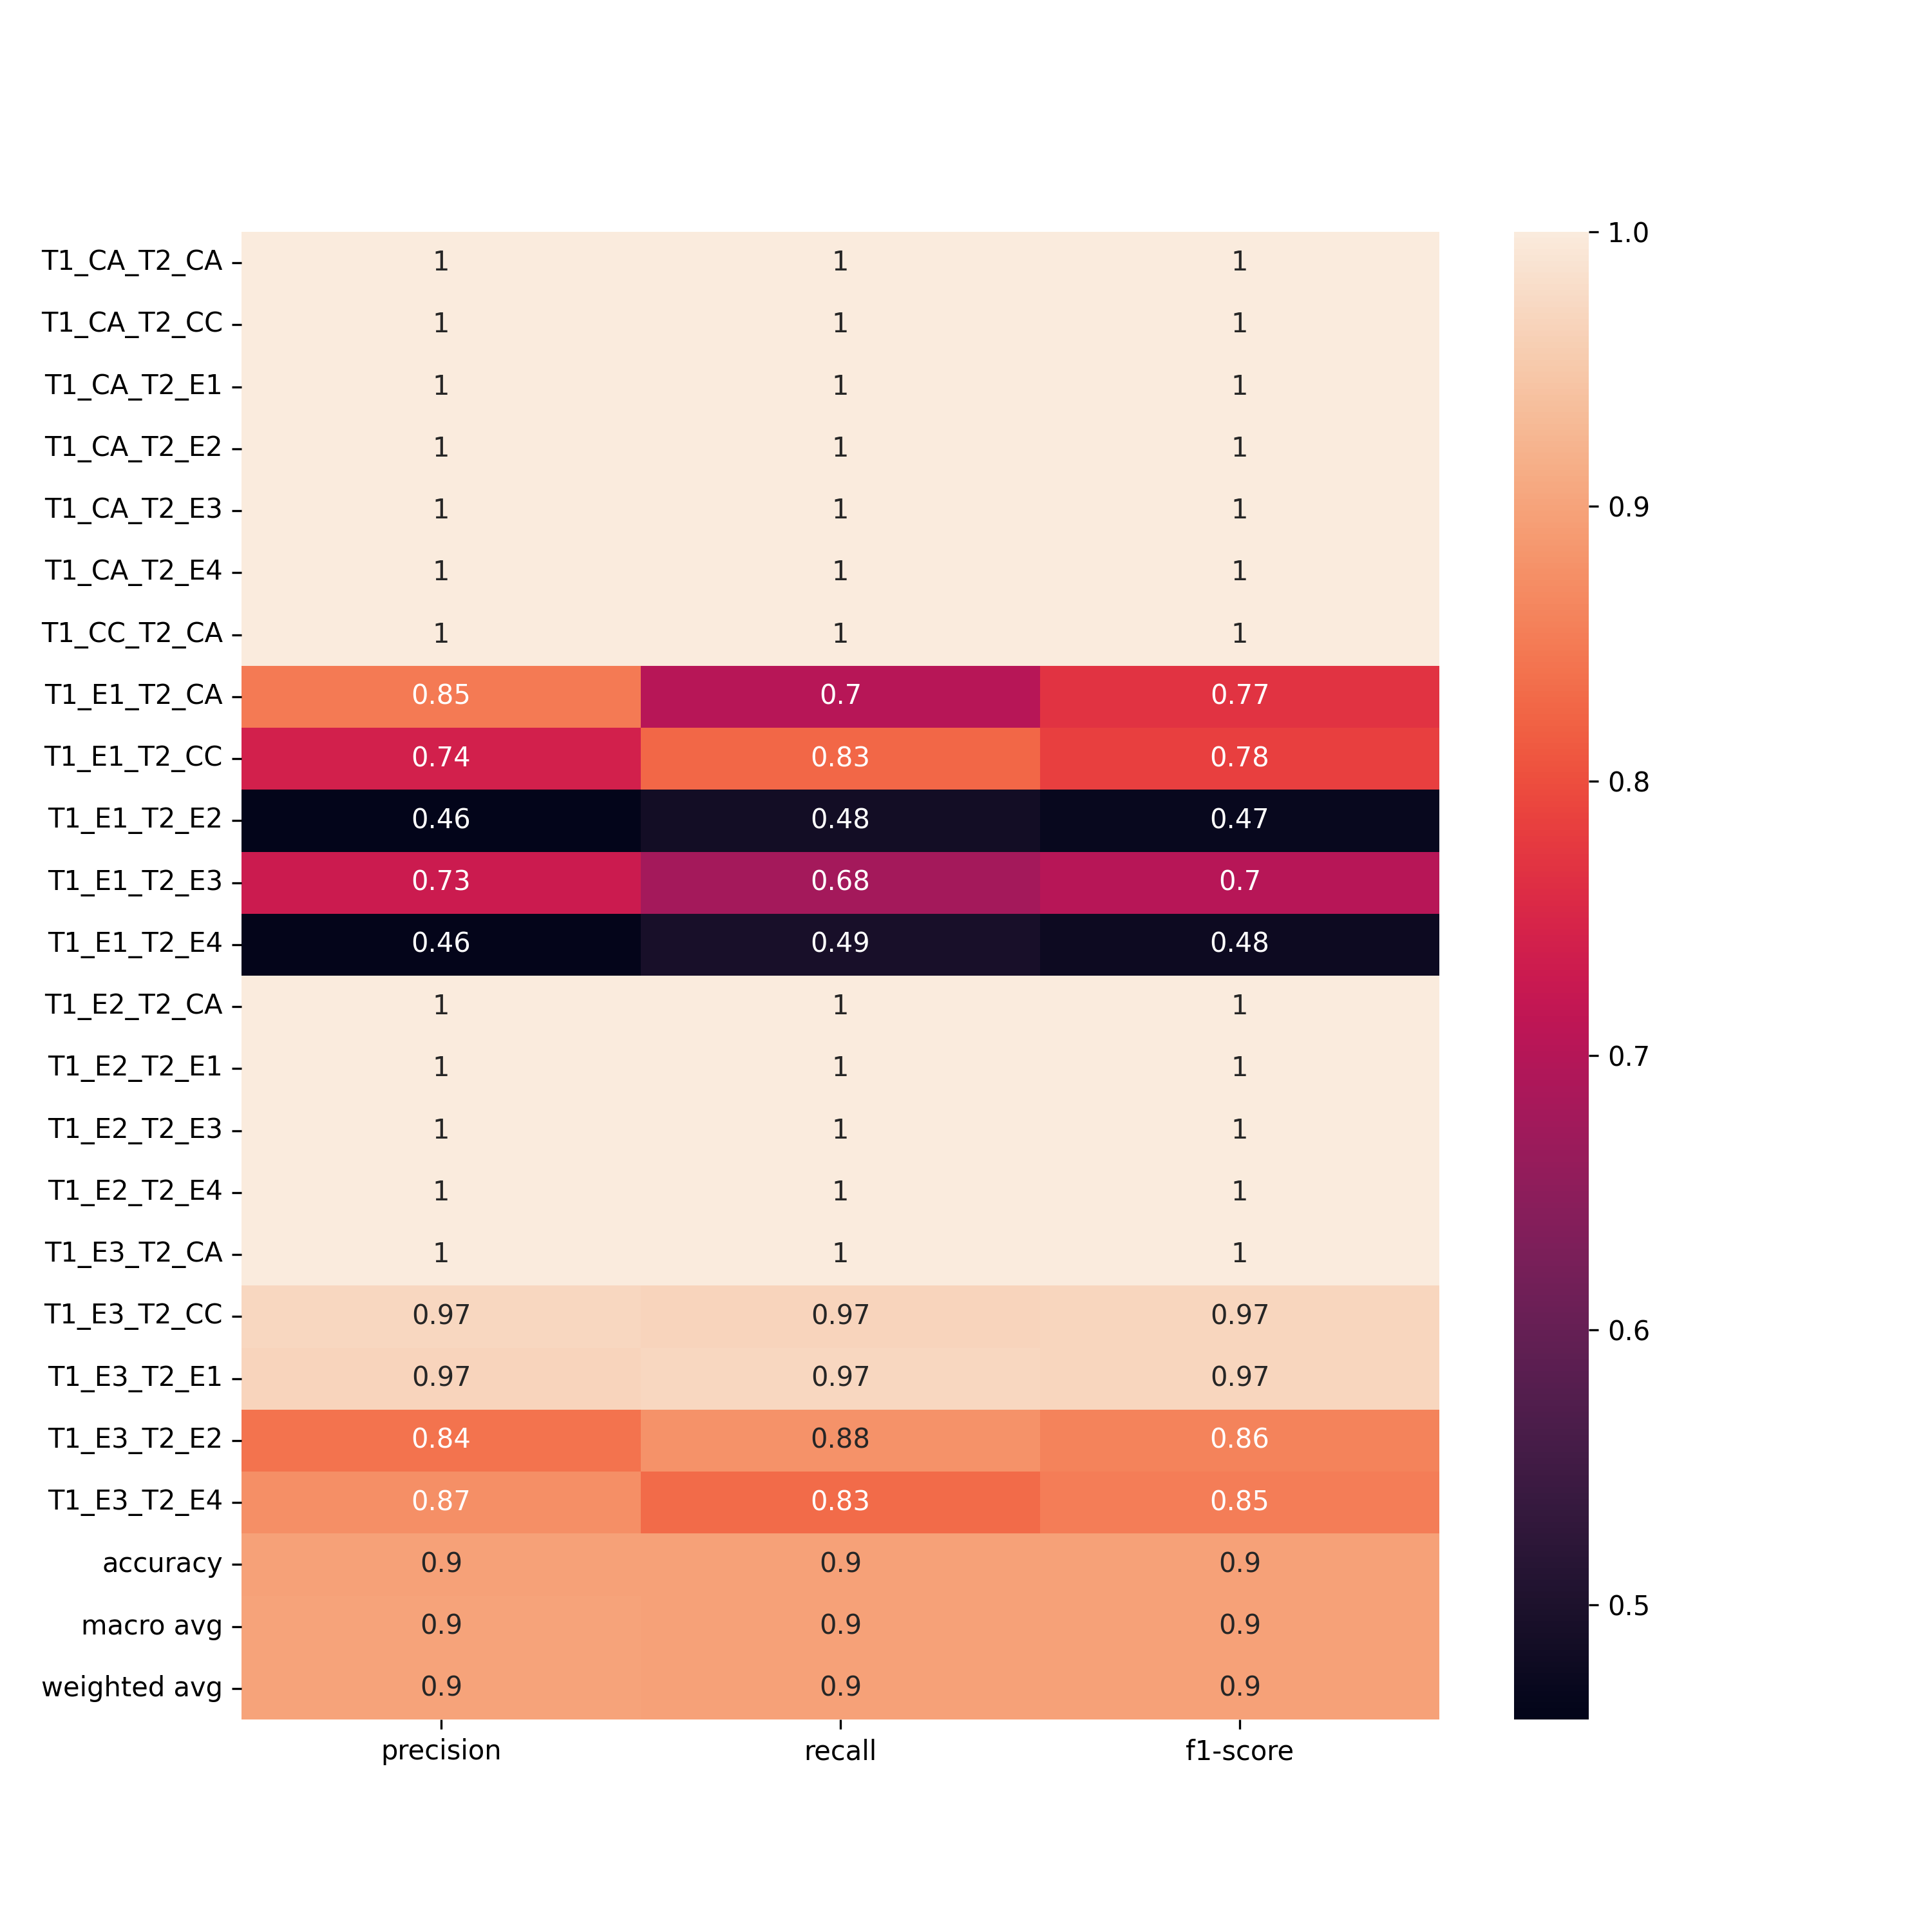 T1_CA_T2_CA 1 1 1
T1_CA_T2_CC 1 1 1
T1_CA_T2_E1 1 1 1
T1_CA_T2_E2 1 1 1
T1_CA_T2_E3 1 1 1
T1_CA_T2_E4 1 1 1
T1_CC_T2_CA 1 1 1
T1_E1_T2_CA 0.85 0.7 0.77
T1_E1_T2_CC 0.74 0.83 0.78
T1_E1_T2_E2 0.46 0.48 0.47
T1_E1_T2_E3 0.73 0.68 0.7
T1_E1_T2_E4 0.46 0.49 0.48
T1_E2_T2_CA 1 1 1
T1_E2_T2_E1 1 1 1
T1_E2_T2_E3 1 1 1
T1_E2_T2_E4 1 1 1
T1_E3_T2_CA 1 1 1
T1_E3_T2_CC 0.97 0.97 0.97
T1_E3_T2_E1 0.97 0.97 0.97
T1_E3_T2_E2 0.84 0.88 0.86
T1_E3_T2_E4 0.87 0.83 0.85
accuracy 0.9 0.9 0.9
macro avg 0.9 0.9 0.9
weighted avg 0.9 0.9 0.9
precision recall f1-score
1.0
0.9
0.8
0.7
0.6
0.5